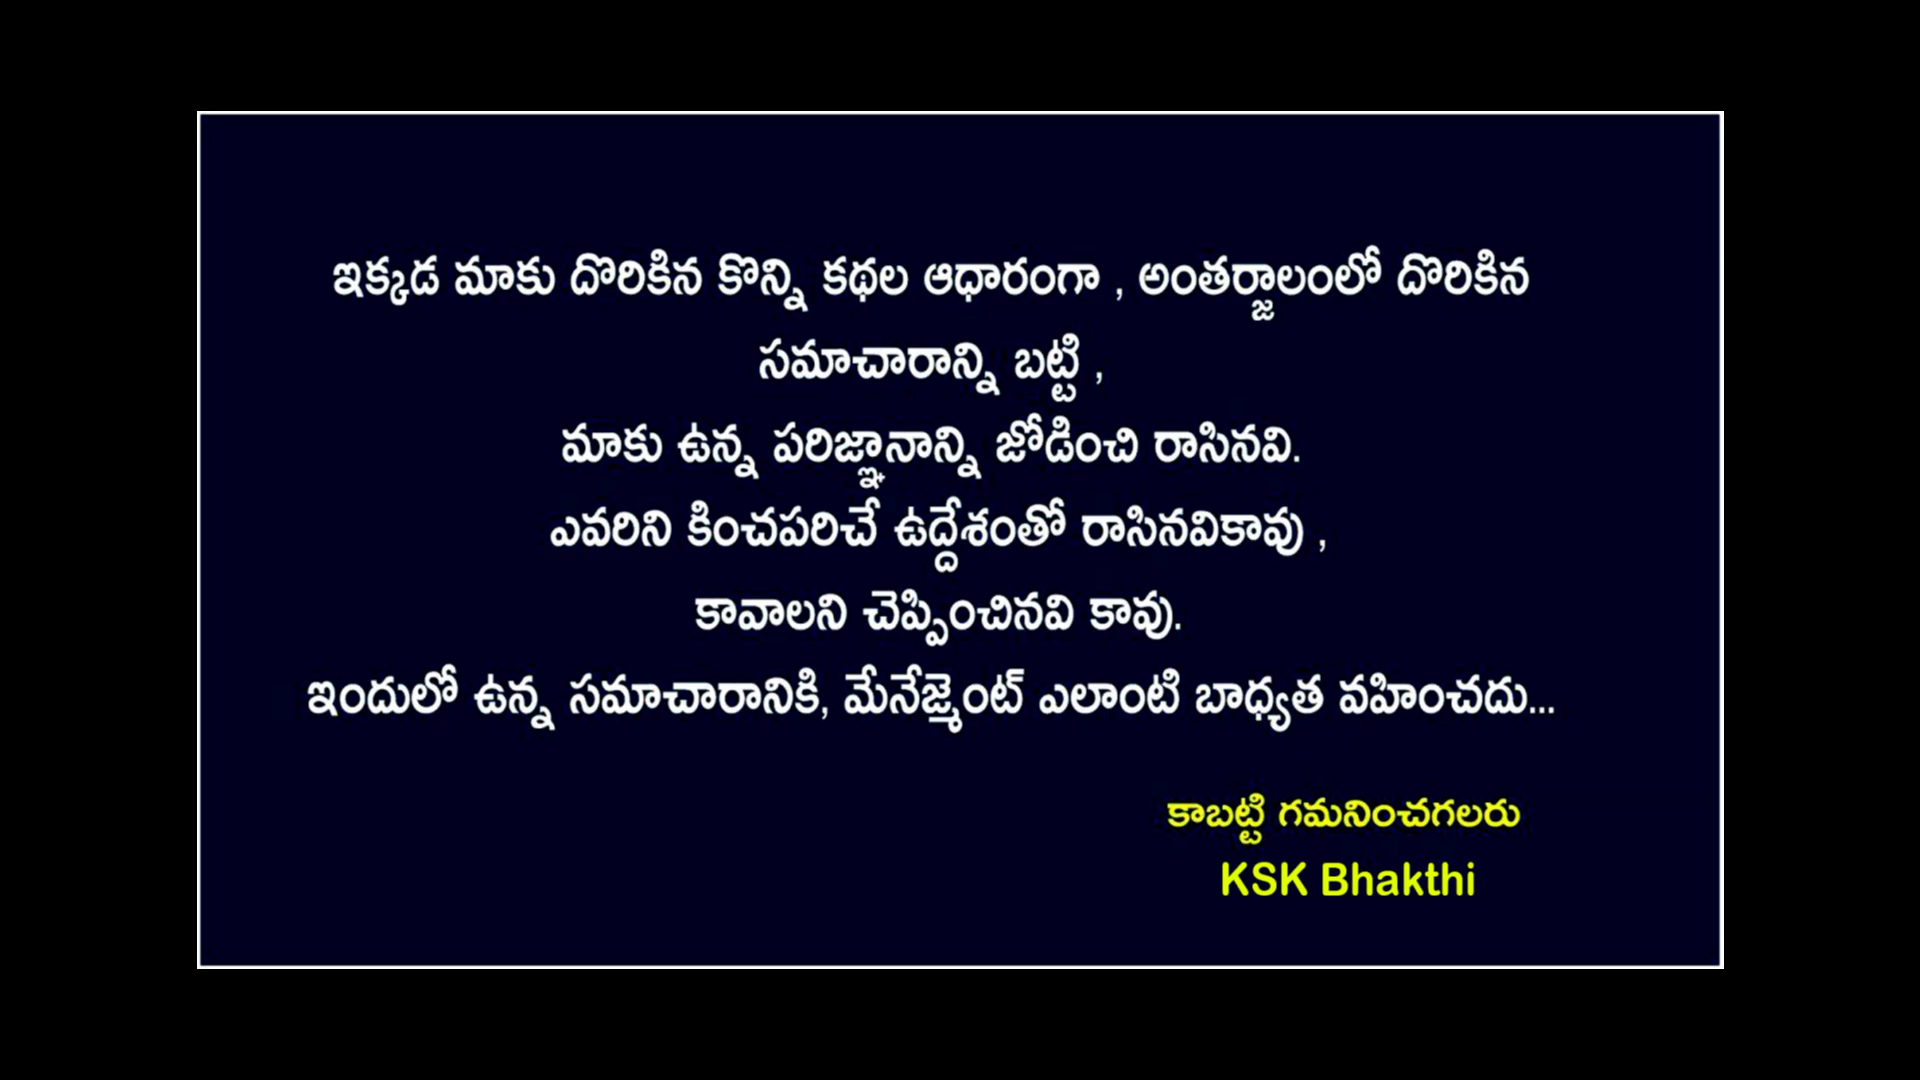 ఇక్కడ మాకు దొరికిన కొన్ని కథల ఆధారంగా , అంతర్జాలంలో దొరికిన
సమాచారాన్ని బట్టి ,
మాకు ఉన్న పరిజ్ఞానాన్ని జోడించి రాసినవి.
ఎవరిని కించపరిచే ఉద్దేశంతో రాసినవికావు ,
కావాలని చెప్పించినవి కావు.
ఇందులో ఉన్న సమాచారానికి, మేనేజ్మెంట్ ఎలాంటి బాధ్యత వహించదు...
కాబట్టి గమనించగలరు
KSK Bhakthi